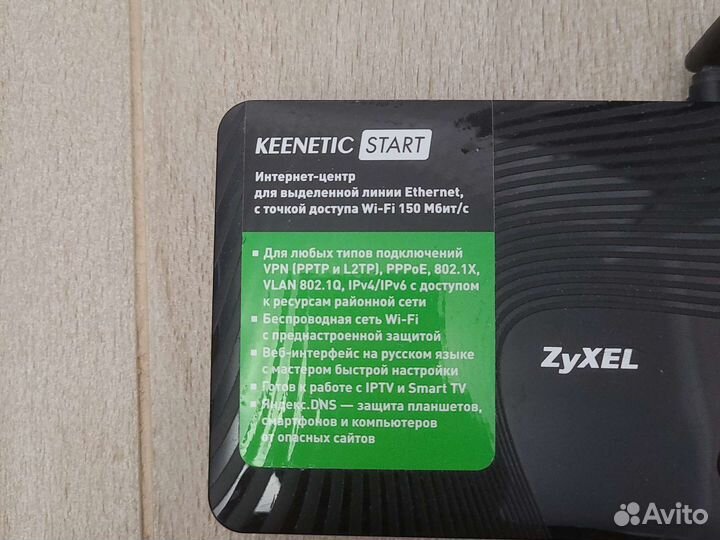 KEENETIC START
Интернет-центр
для выделенной линии Ethernet,
с точкой доступа Wi-Fi 150 Мбит/с
▪ Для любых типов подключений
VPN (PPTP и L2TP), PPPoE, 802.1X,
VLAN 802.1Q, IPv4/IPv6 с доступом
к ресурсам районной сети
▪ Беспроводная сеть Wi-Fi
с преднастроенной защитой
▪ Веб-интерфейс на русском языке
с мастером быстрой настройки
▪ Готов к работе с IPTV и Smart TV
▪ Яндекс.DNS — защита планшетов,
смартфонов и компьютеров
от опасных сайтов
ZyXEL
Avito